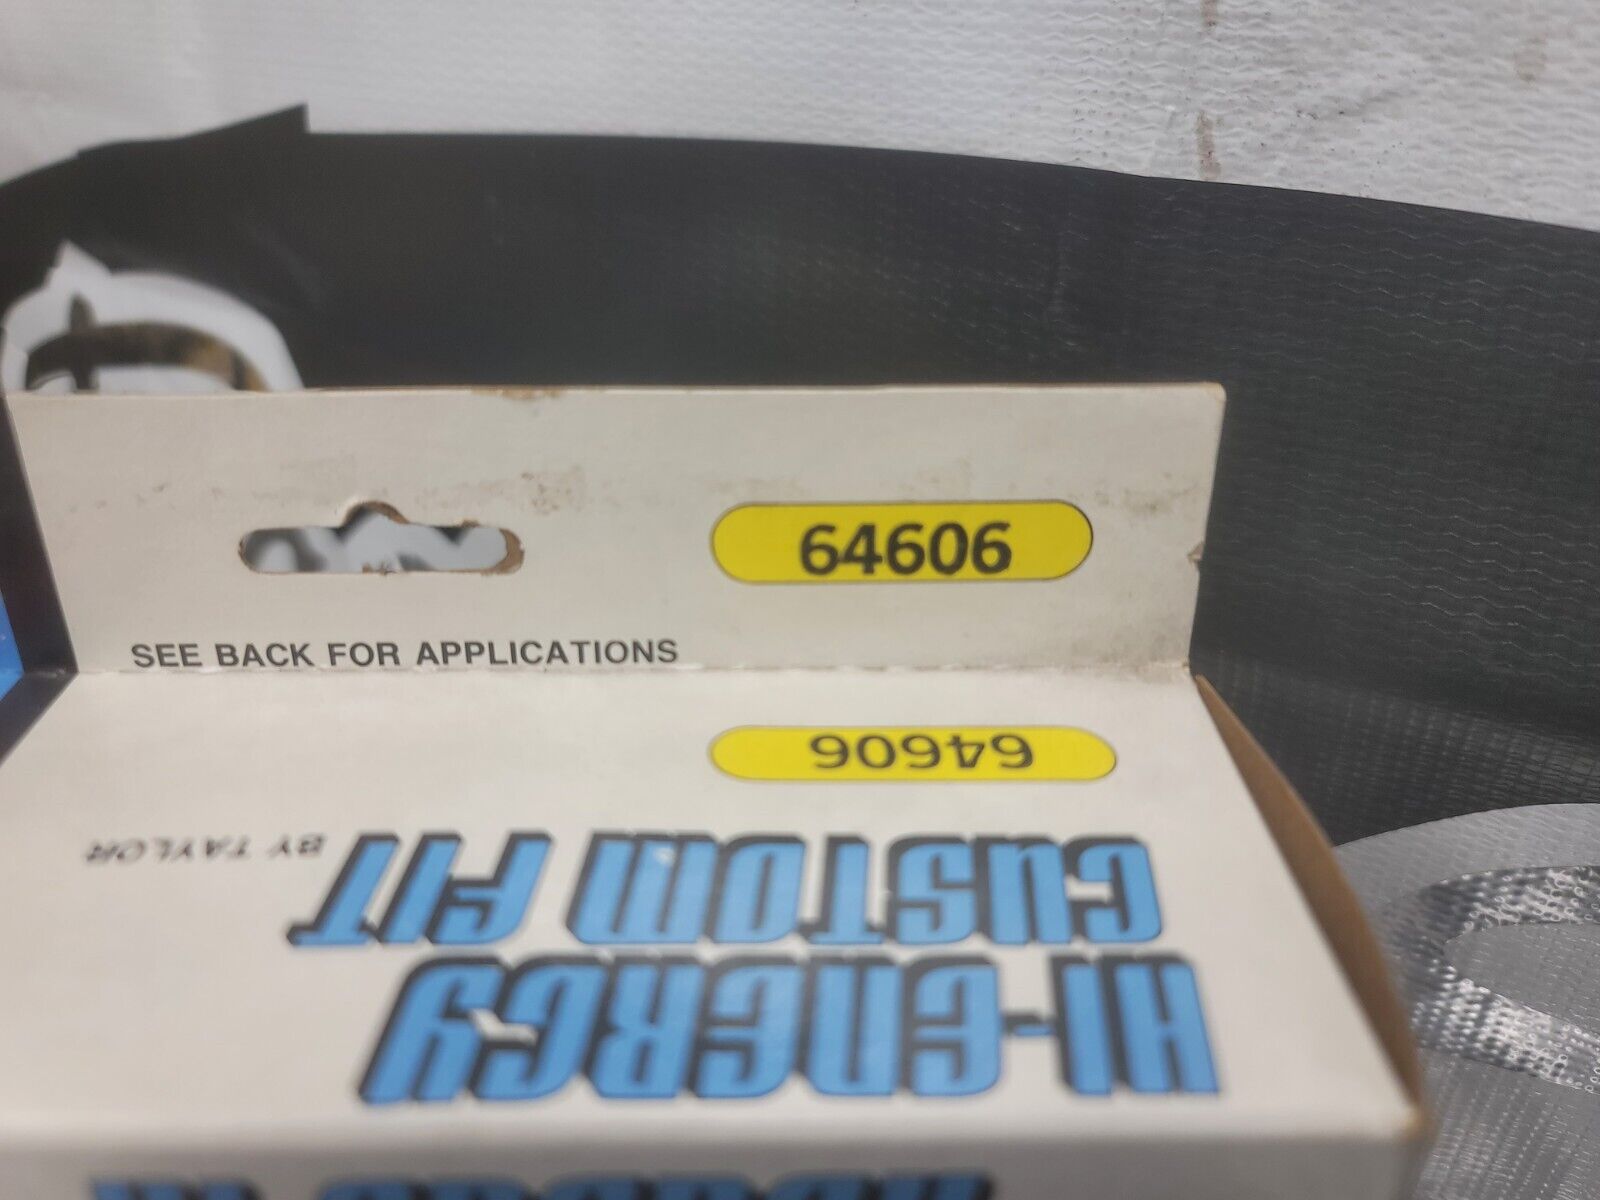 64606
SEE BACK FOR APPLICATIONS
64606
HI-ENERGY
CUSTOM FIT BY TAYLOR